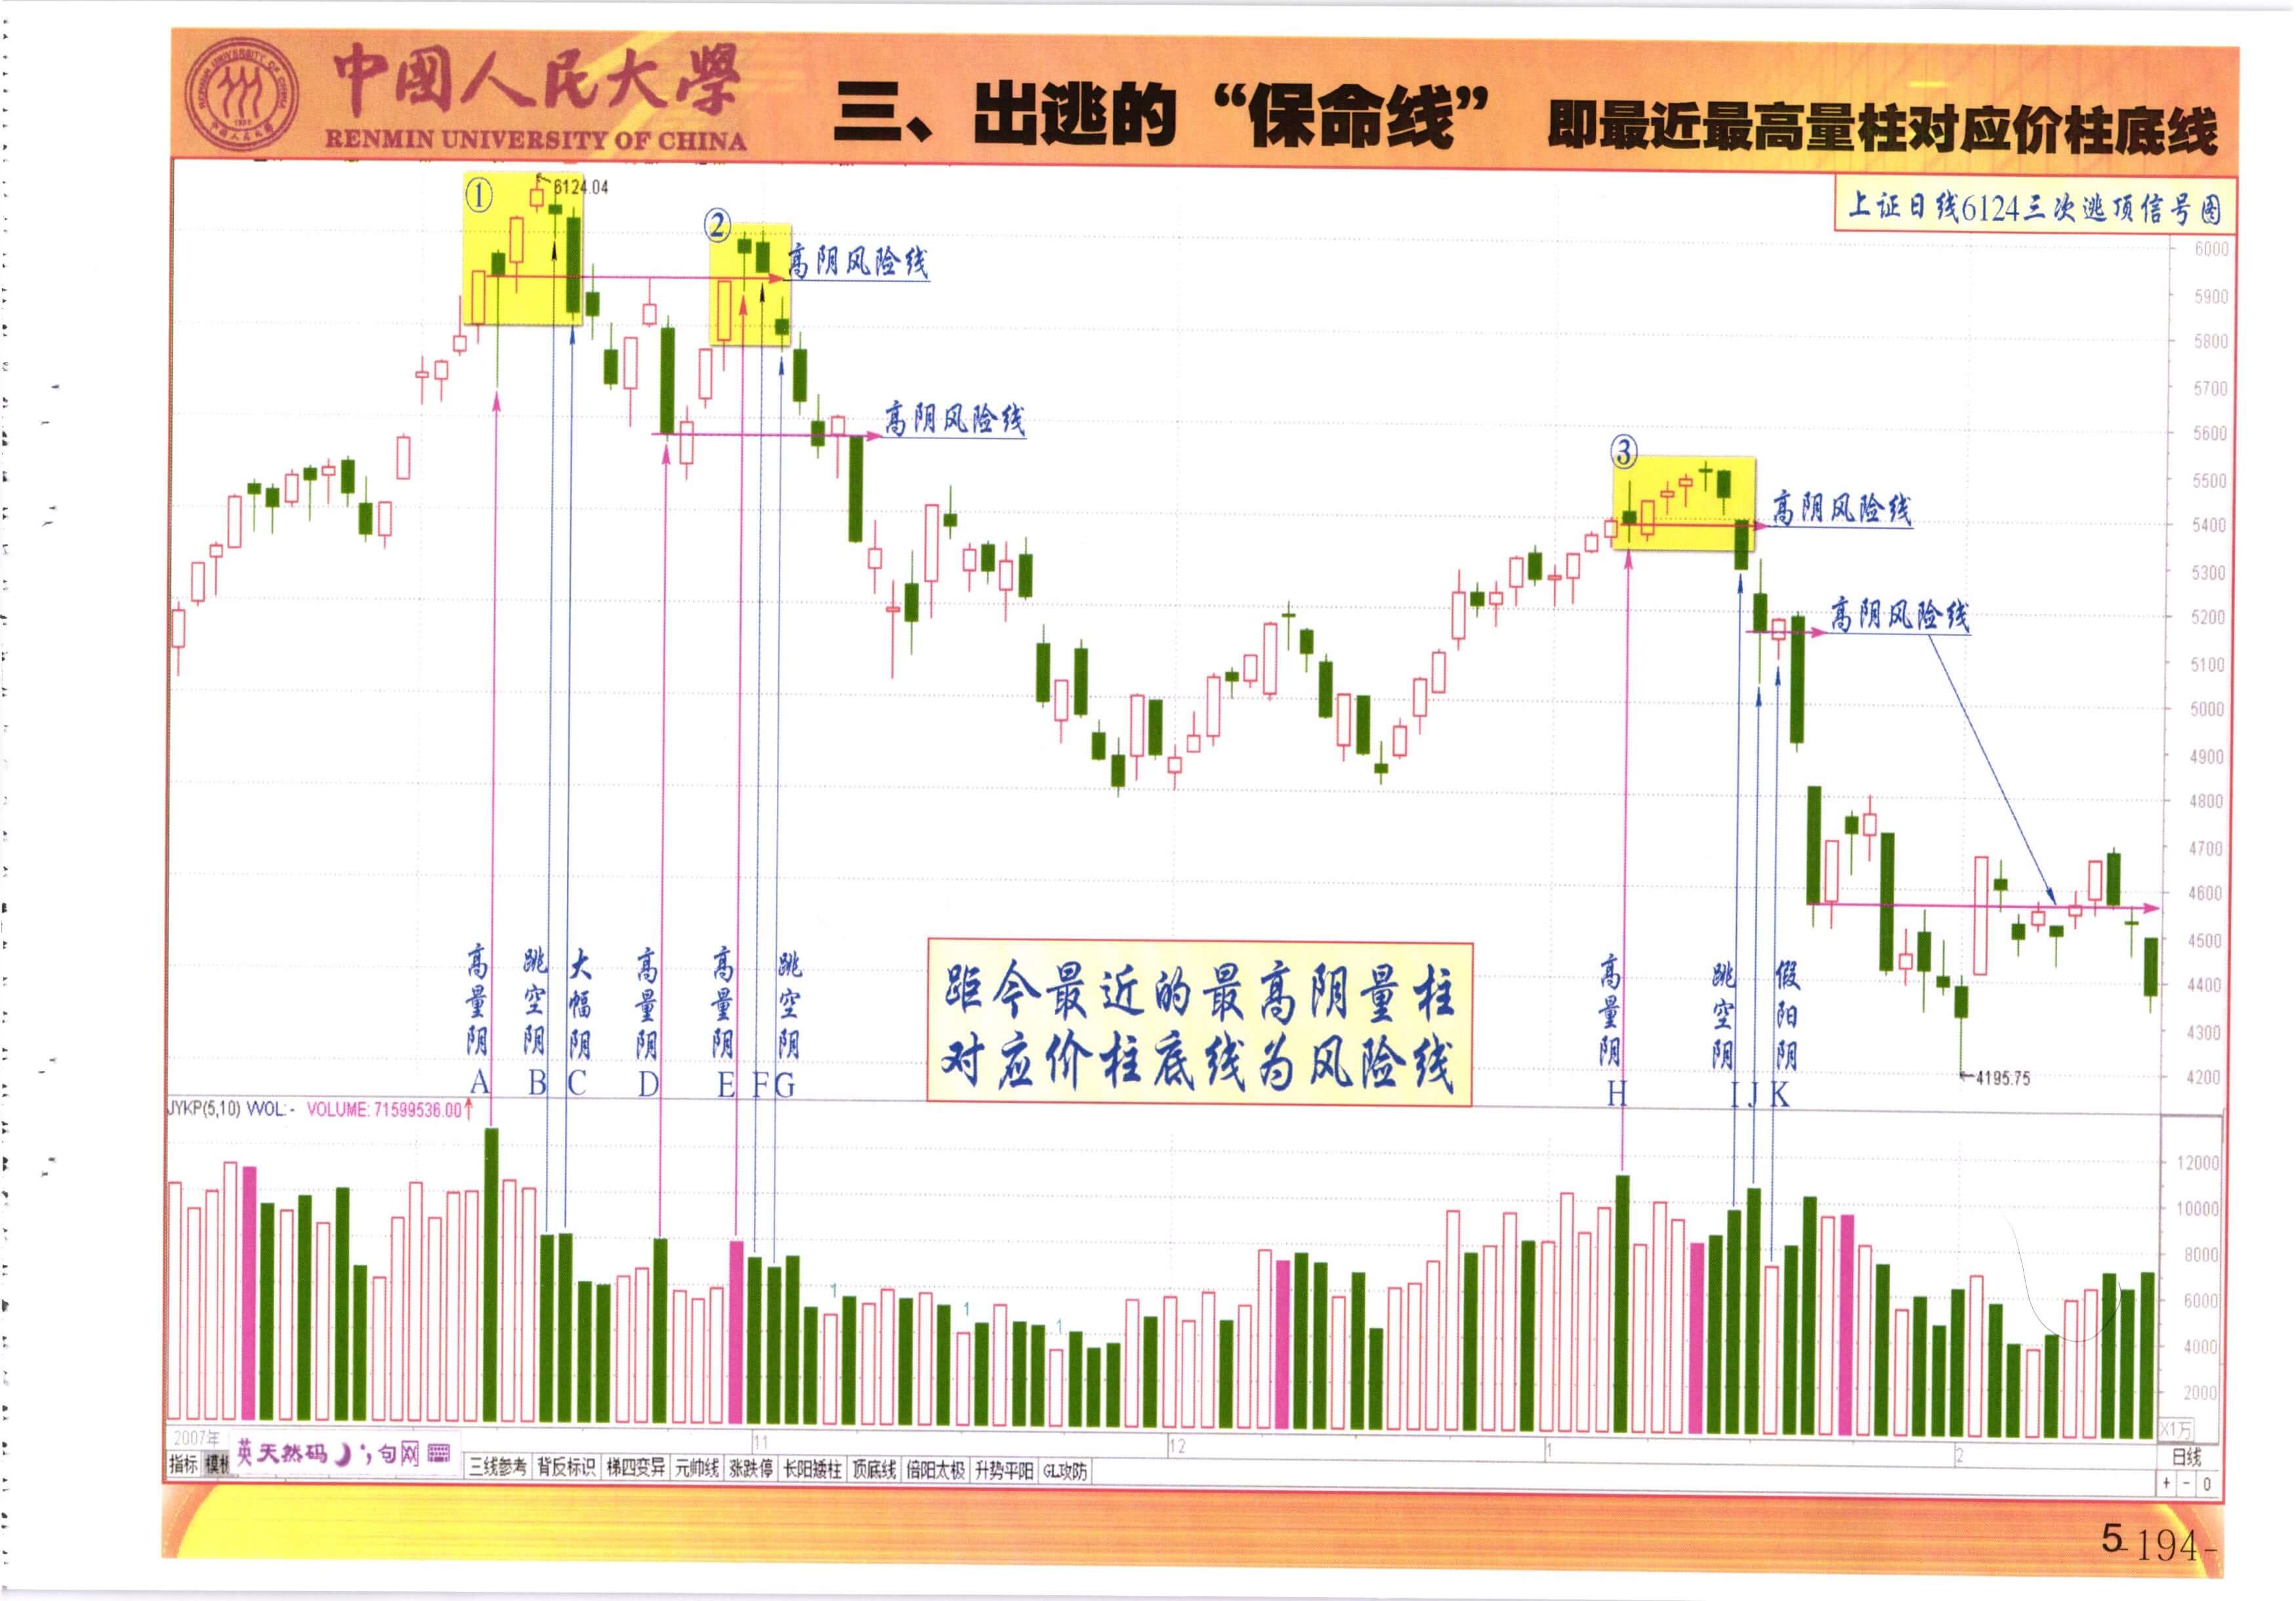 中國人民大學
RENMIN UNIVERSITY OF CHINA
三、出逃的“保命线” 即最近最高量柱对应价柱底线
上证日线6124三次逃顶信号图
①
6124.04
②
高阴风险线
高阴风险线
③
高阴风险线
高阴风险线
6000
5900
5800
5700
5600
5500
5400
5300
5200
5100
5000
4900
4800
4700
4600
4500
4400
4300
4200
4195.75
高量阴
跳空阴
大幅阴
高量阴
高量阴
跳空阴
高量阴
跳空阴
假阳阴
A B C D E F G H I J K
距今最近的最高阴量柱
对应价柱底线为风险线
JYKP(5,10) VVOL:- VOLUME:71599536.00
12000
10000
8000
6000
4000
2000
X1万
1
1
1
2007年 11 12 1 2 日线
英天然码 句网
指标 模板 三线参考 背反标识 梯四变异 元帅线 涨跌停 长阳矮柱 顶底线 倍阳太极 升势平阳 GL攻防
+ - 0
5 194-